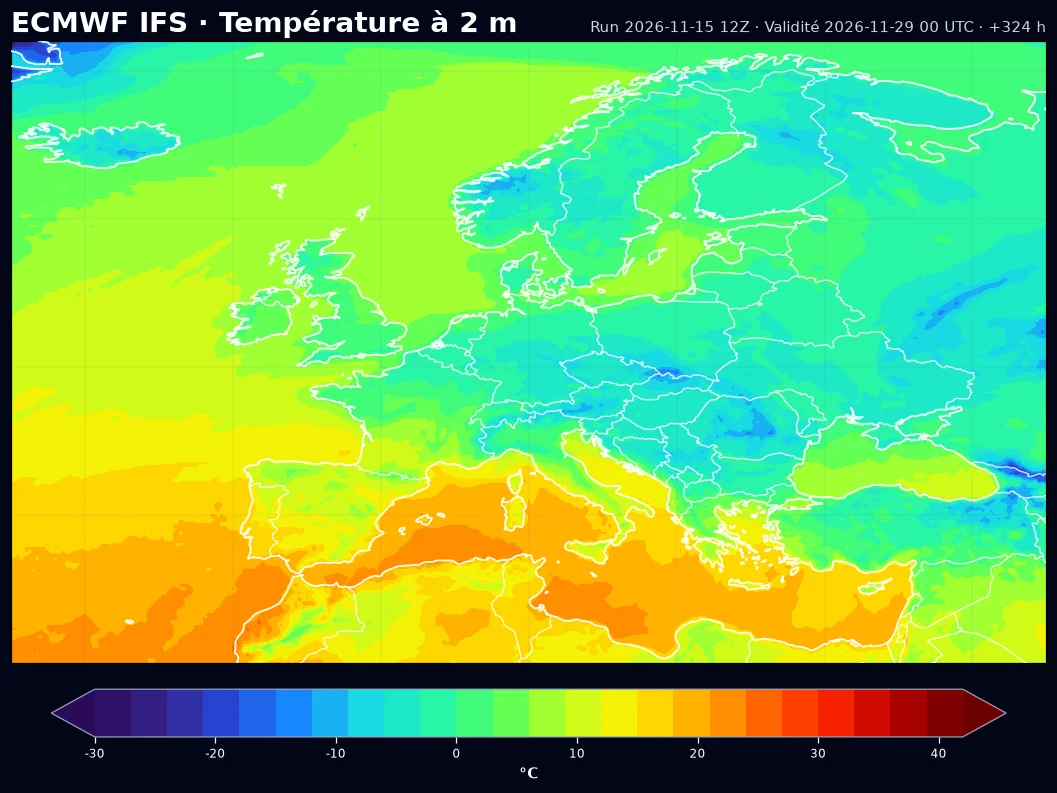 ECMWF IFS · Température à 2 m
Run 2026-11-15 12Z · Validité 2026-11-29 00 UTC · +324 h
-30 -20 -10 0 10 20 30 40
°C